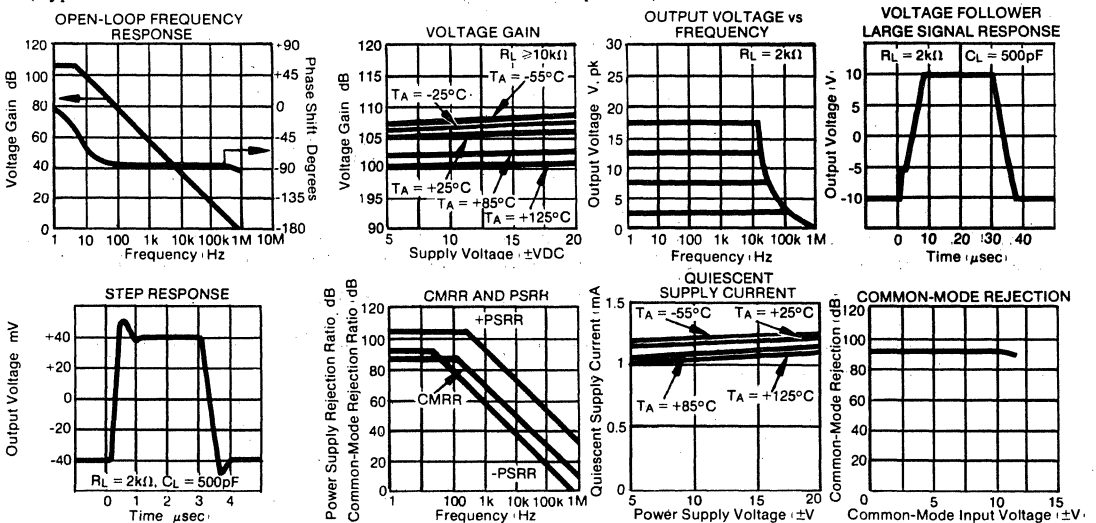 OPEN-LOOP FREQUENCY
RESPONSE
Voltage Gain dB
120
100
80
60
40
20
0
+90
+45
0
-45
-90
-135
-180
Phase Shift, Degrees
1 10 100 1k 10k 100k 1M 10M
Frequency Hz
VOLTAGE GAIN
Voltage Gain dB
120
115
110
105
100
195
90
RL ≥10kΩ
TA = -55°C
TA = -25°C
TA = +25°C
TA = +85°C
TA = +125°C
5 10 15 20
Supply Voltage ±VDC
OUTPUT VOLTAGE vs
FREQUENCY
Output Voltage V, pk
30
25
20
15
10
5
0
RL = 2kΩ
1 10 100 1k 10k 100k 1M
Frequency Hz
VOLTAGE FOLLOWER
LARGE SIGNAL RESPONSE
RL = 2kΩ CL = 500pF
Output Voltage (V)
10
5
0
-5
-10
0 10 20 30 40
Time (μsec)
STEP RESPONSE
Output Voltage mV
+40
+20
0
-20
-40
RL = 2kΩ, CL = 500pF
0 1 2 3 4
Time μsec
CMRR AND PSRR
Power Supply Rejection Ratio dB
Common-Mode Rejection Ratio dB
120
100
80
60
40
20
0
+PSRR
CMRR
-PSRR
1 100 1k 10k 100k 1M
Frequency Hz
QUIESCENT
SUPPLY CURRENT
Quiescent Supply Current mA
1.5
1.0
0.5
0
TA = -55°C TA = +25°C
TA = +85°C TA = +125°C
5 10 15 20
Power Supply Voltage ±V
COMMON-MODE REJECTION
Common-Mode Rejection dB
120
100
80
60
40
20
0 5 10 15
Common-Mode Input Voltage (±V)